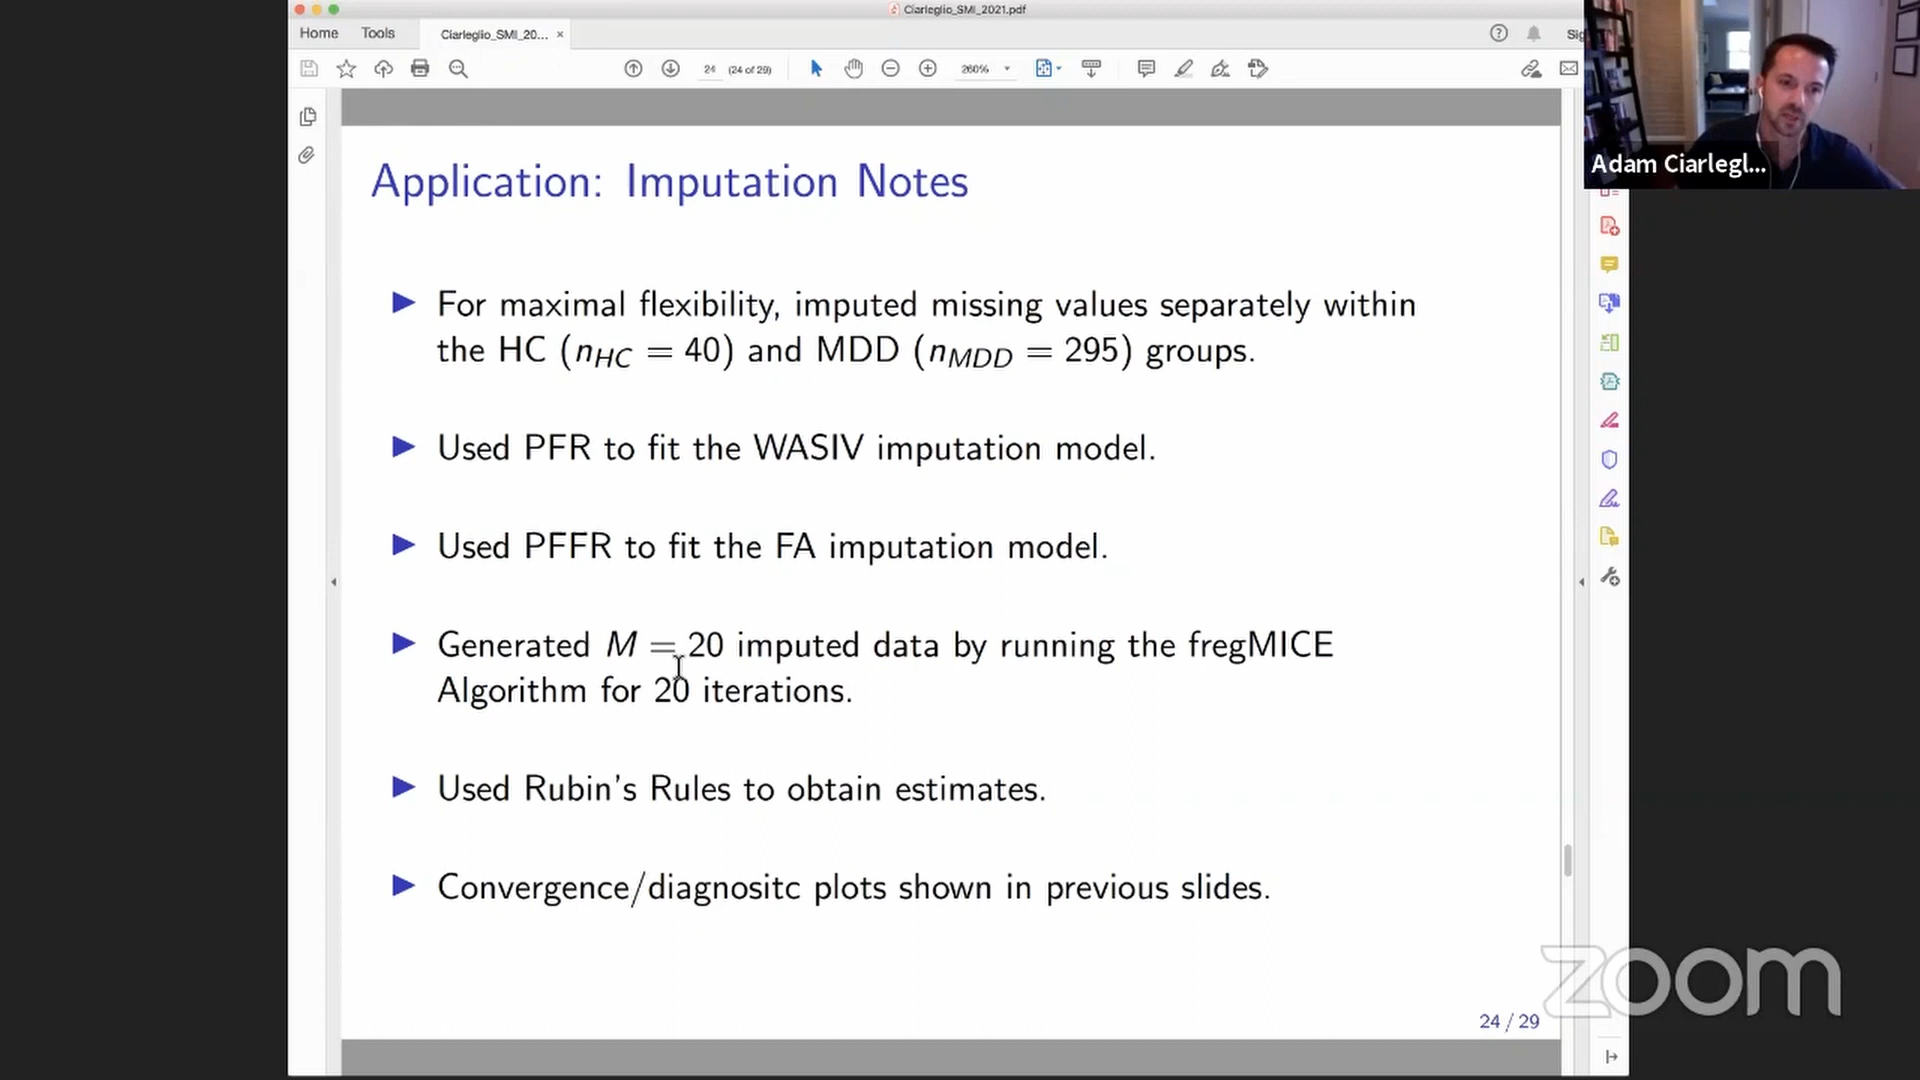 Ciarleglio_SMI_2021.pdf
Home Tools Ciarleglio_SMI_20... ×
24 (24 of 29) 260%
Adam Ciarlegl...
Application: Imputation Notes
For maximal flexibility, imputed missing values separately within
the HC (nHC = 40) and MDD (nMDD = 295) groups.
Used PFR to fit the WASIV imputation model.
Used PFFR to fit the FA imputation model.
Generated M = 20 imputed data by running the fregMICE
Algorithm for 20 iterations.
Used Rubin's Rules to obtain estimates.
Convergence/diagnositc plots shown in previous slides.
24 / 29
zoom